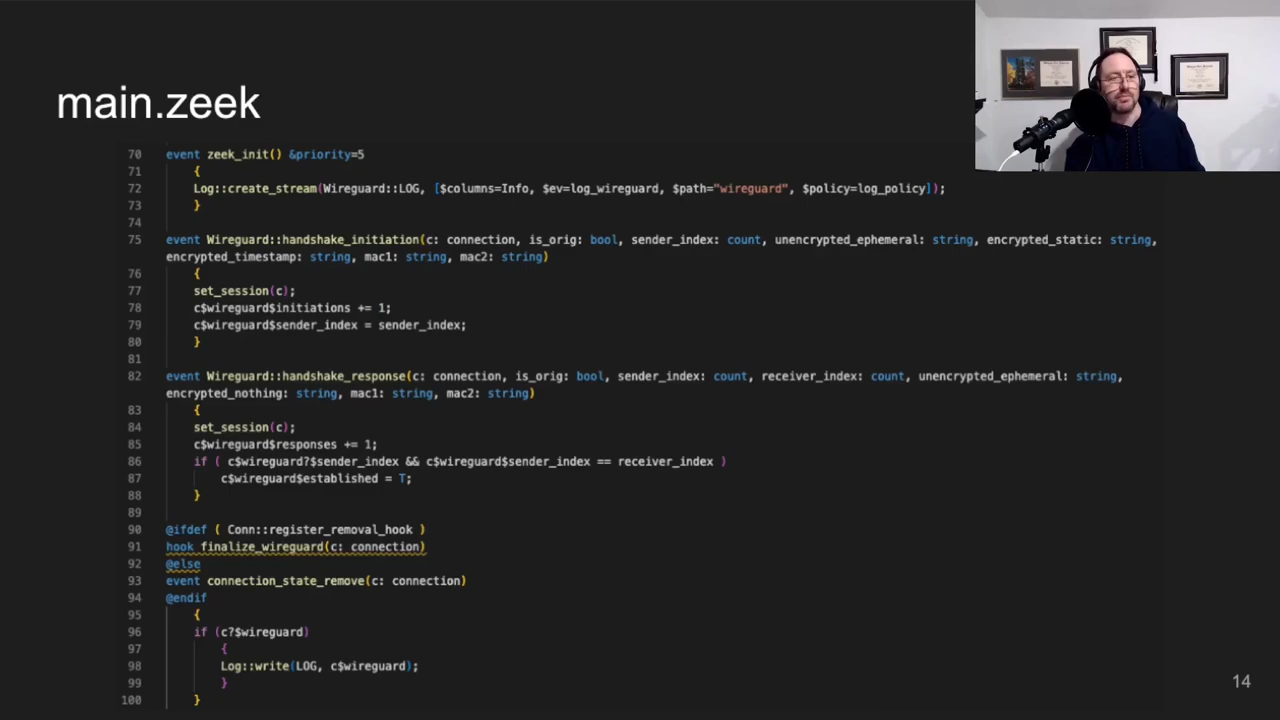 main.zeek
70 event zeek_init() &priority=5
71 {
72 Log::create_stream(Wireguard::LOG, [$columns=Info, $ev=log_wireguard, $path="wireguard", $policy=log_policy]);
73 }
74
75 event Wireguard::handshake_initiation(c: connection, is_orig: bool, sender_index: count, unencrypted_ephemeral: string, encrypted_static: string,
encrypted_timestamp: string, mac1: string, mac2: string)
76 {
77 set_session(c);
78 c$wireguard$initiations += 1;
79 c$wireguard$sender_index = sender_index;
80 }
81
82 event Wireguard::handshake_response(c: connection, is_orig: bool, sender_index: count, receiver_index: count, unencrypted_ephemeral: string,
encrypted_nothing: string, mac1: string, mac2: string)
83 {
84 set_session(c);
85 c$wireguard$responses += 1;
86 if ( c$wireguard?$sender_index && c$wireguard$sender_index == receiver_index )
87 c$wireguard$established = T;
88 }
89
90 @ifdef ( Conn::register_removal_hook )
91 hook finalize_wireguard(c: connection)
92 @else
93 event connection_state_remove(c: connection)
94 @endif
95 {
96 if (c?$wireguard)
97 {
98 Log::write(LOG, c$wireguard);
99 }
100 }
14